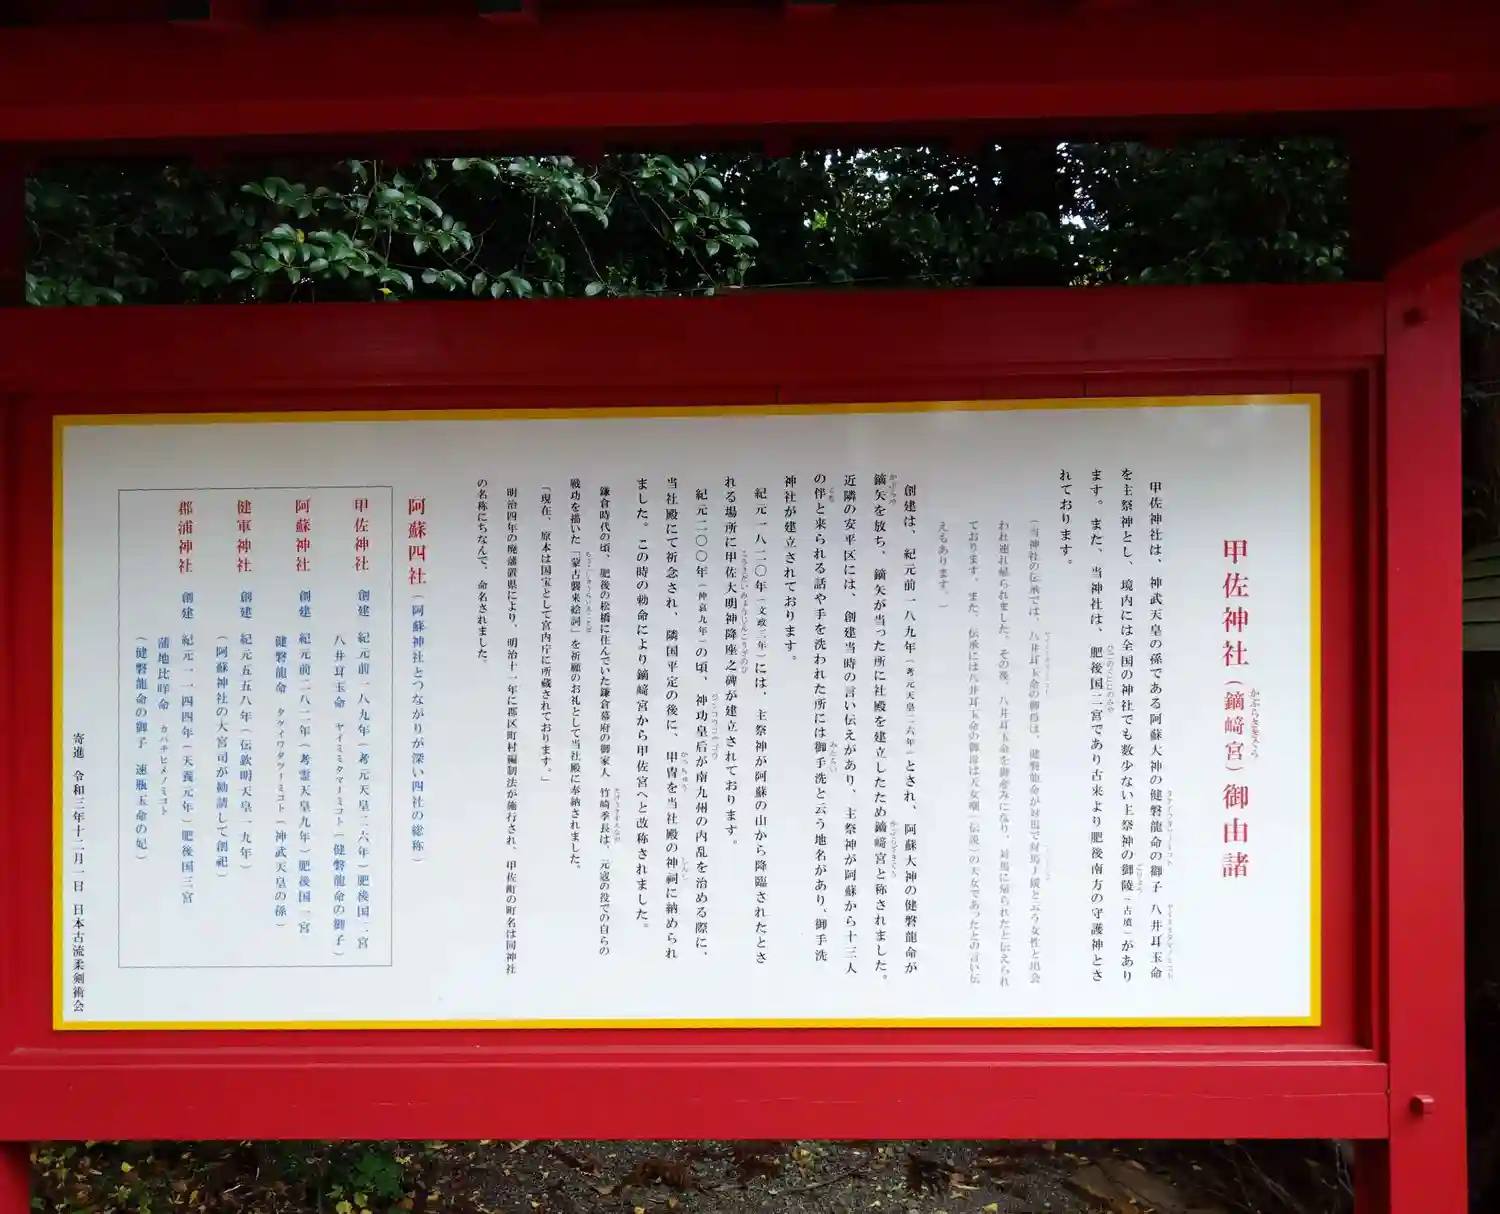 甲佐神社（鏑﨑宮）御由諸
甲佐神社は、神武天皇の孫である阿蘇大神の健磐龍命の御子　八井耳玉命
を主祭神とし、境内には全国の神社でも数少ない主祭神の御陵（古墳）があり
ます。また、当神社は、肥後国二宮であり古来より肥後南方の守護神とさ
れております。
（当神社の伝承では、八井耳玉命の御母は、健磐龍命が対馬で と云う女性と出会
われ連れ帰られました。その後、八井耳玉命を御産みになり、対馬に帰られたと伝えられ
ております。また、伝承には八井耳玉命の御母は天女 伝説）の天女であったとの言い伝
えもあります。）
創建は、紀元前一八九年（考元天皇二六年）とされ、阿蘇大神の健磐龍命が
鏑矢を放ち、鏑矢が当った所に社殿を建立したため鏑﨑宮と称されました。
近隣の安平区には、創建当時の言い伝えがあり、主祭神が阿蘇から十三人
の伴と来られる話や手を洗われた所には御手洗と云う地名があり、御手洗
神社が建立されております。
紀元一八二〇年（文政三年）には、主祭神が阿蘇の山から降臨されたとさ
れる場所に甲佐大明神降座之碑が建立されております。
紀元二〇〇年（仲哀九年）の頃、神功皇后が南九州の内乱を治める際に、
当社殿にて祈念され、隣国平定の後に、甲冑を当社殿の神祠に納められ
ました。この時の勅命により鏑﨑宮から甲佐宮へと改称されました。
鎌倉時代の頃、肥後の松橋に住んでいた鎌倉幕府の御家人　竹崎季長は、元寇の役での自らの
戦功を描いた「蒙古襲来絵詞」を祈願のお礼として当社殿に奉納されました。
「現在、原本は国宝として宮内庁に所蔵されております。」
明治四年の廃藩置県により、明治十一年に郡区町村編制法が施行され、甲佐町の町名は同神社
の名称にちなんで、命名されました。
阿蘇四社（阿蘇神社とつながりが深い四社の総称）
甲佐神社　創建　紀元前一八九年（考元天皇二六年）肥後国二宮
八井耳玉命　ヤイミミタマーミコト（健磐龍命の御子）
阿蘇神社　創建　紀元前二八二年（考霊天皇九年）肥後国一宮
健磐龍命　タケイワタツーミコト（神武天皇の孫）
健軍神社　創建　紀元五五八年（伝欽明天皇一九年）
（阿蘇神社の大宮司が勧請して創祀）
郡浦神社　創建　紀元一一四四年（天養元年）肥後国三宮
蒲地比咩命　カバチヒメノミコト
（健磐龍命の御子　速瓶玉命の妃）
寄進　令和三年十二月一日　日本古流柔剣術会